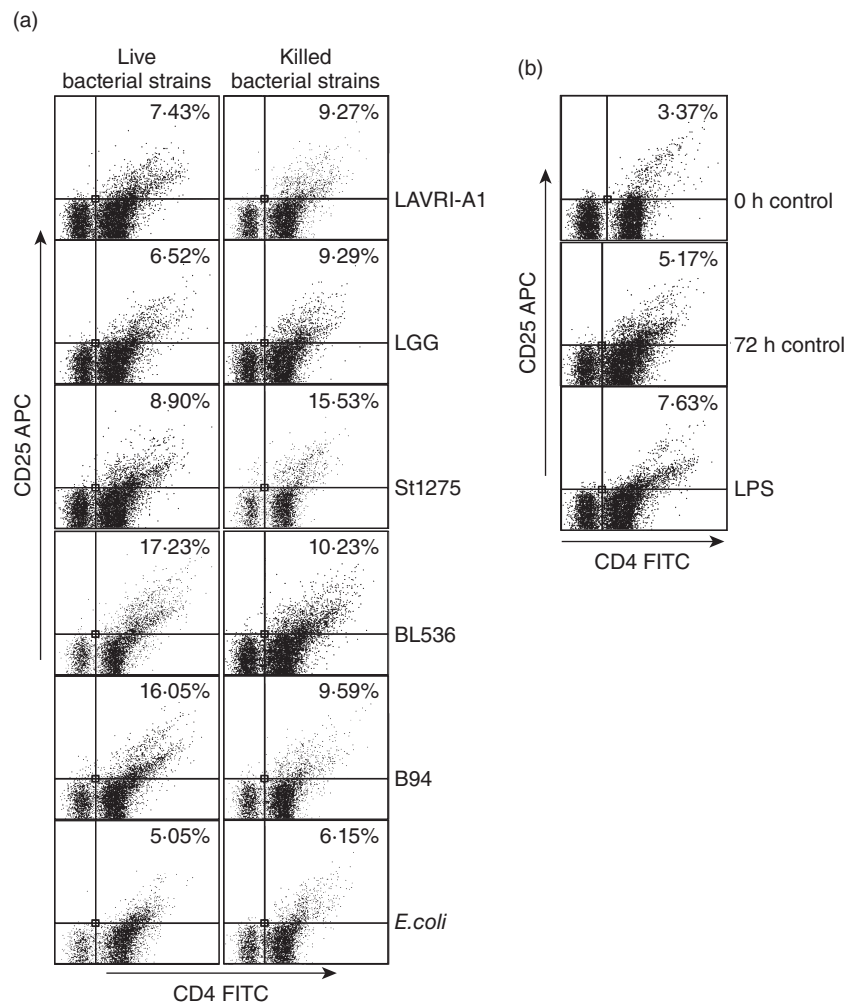 (a)
Live
bacterial strains
Killed
bacterial strains
7·43%
9·27%
LAVRI-A1
6·52%
9·29%
LGG
8·90%
15·53%
St1275
17·23%
10·23%
BL536
16·05%
9·59%
B94
5·05%
6·15%
E.coli
CD25 APC
CD4 FITC
(b)
3·37%
0 h control
5·17%
72 h control
7·63%
LPS
CD25 APC
CD4 FITC